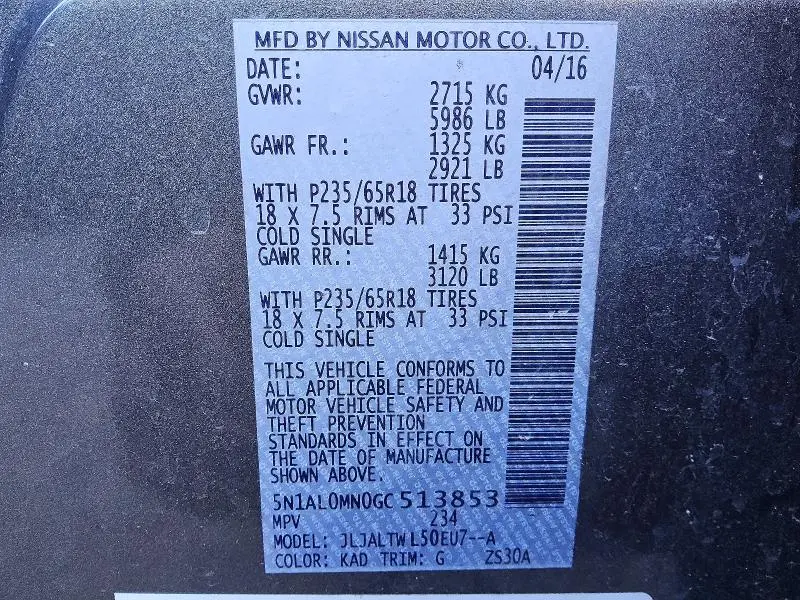 MFD BY NISSAN MOTOR CO., LTD.
DATE: 04/16
GVWR: 2715 KG
5986 LB
GAWR FR.: 1325 KG
2921 LB
WITH P235/65R18 TIRES
18 X 7.5 RIMS AT 33 PSI
COLD SINGLE
GAWR RR.: 1415 KG
3120 LB
WITH P235/65R18 TIRES
18 X 7.5 RIMS AT 33 PSI
COLD SINGLE
THIS VEHICLE CONFORMS TO
ALL APPLICABLE FEDERAL
MOTOR VEHICLE SAFETY AND
THEFT PREVENTION
STANDARDS IN EFFECT ON
THE DATE OF MANUFACTURE
SHOWN ABOVE.
5N1AL0MN0GC513853
MPV 234
MODEL: JLJALTWL50EU7--A
COLOR: KAD TRIM: G ZS30A